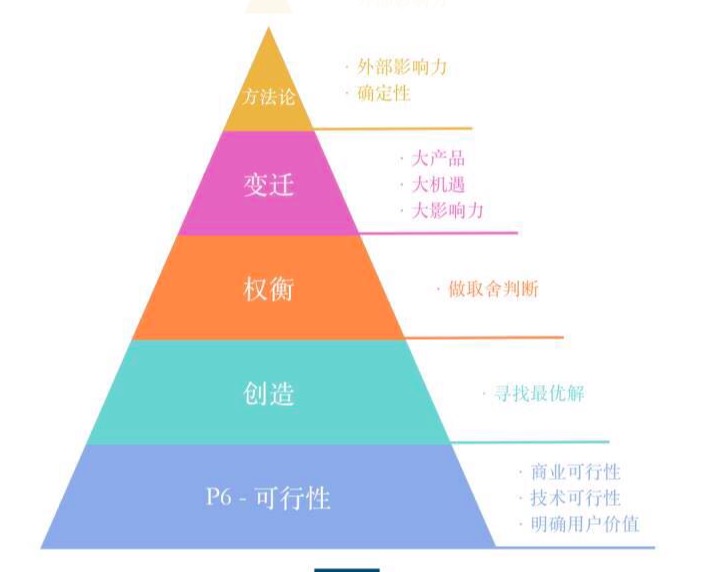 · 外部影响力
方法论
· 确定性
· 大产品
变迁
· 大机遇
· 大影响力
权衡
· 做取舍判断
创造
· 寻找最优解
· 商业可行性
P6 - 可行性
· 技术可行性
· 明确用户价值